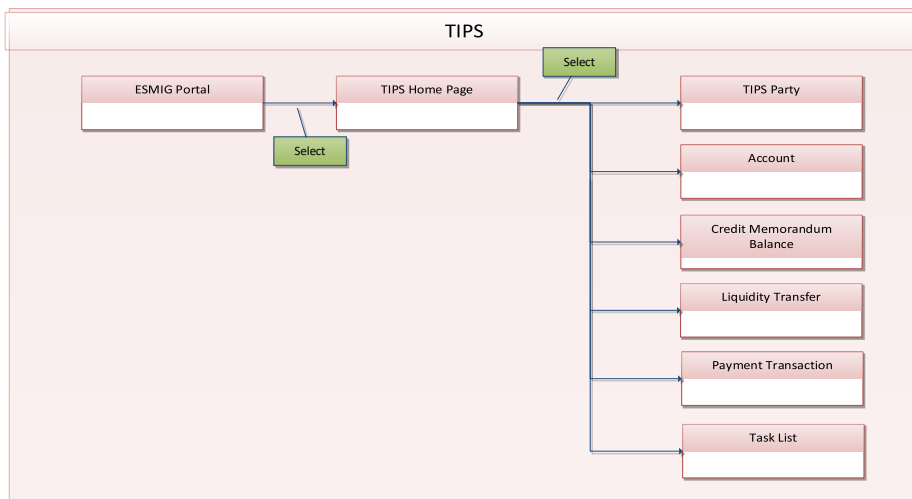 TIPS
Select
ESMIG Portal
TIPS Home Page
TIPS Party
Select
Account
Credit Memorandum
Balance
Liquidity Transfer
Payment Transaction
Task List